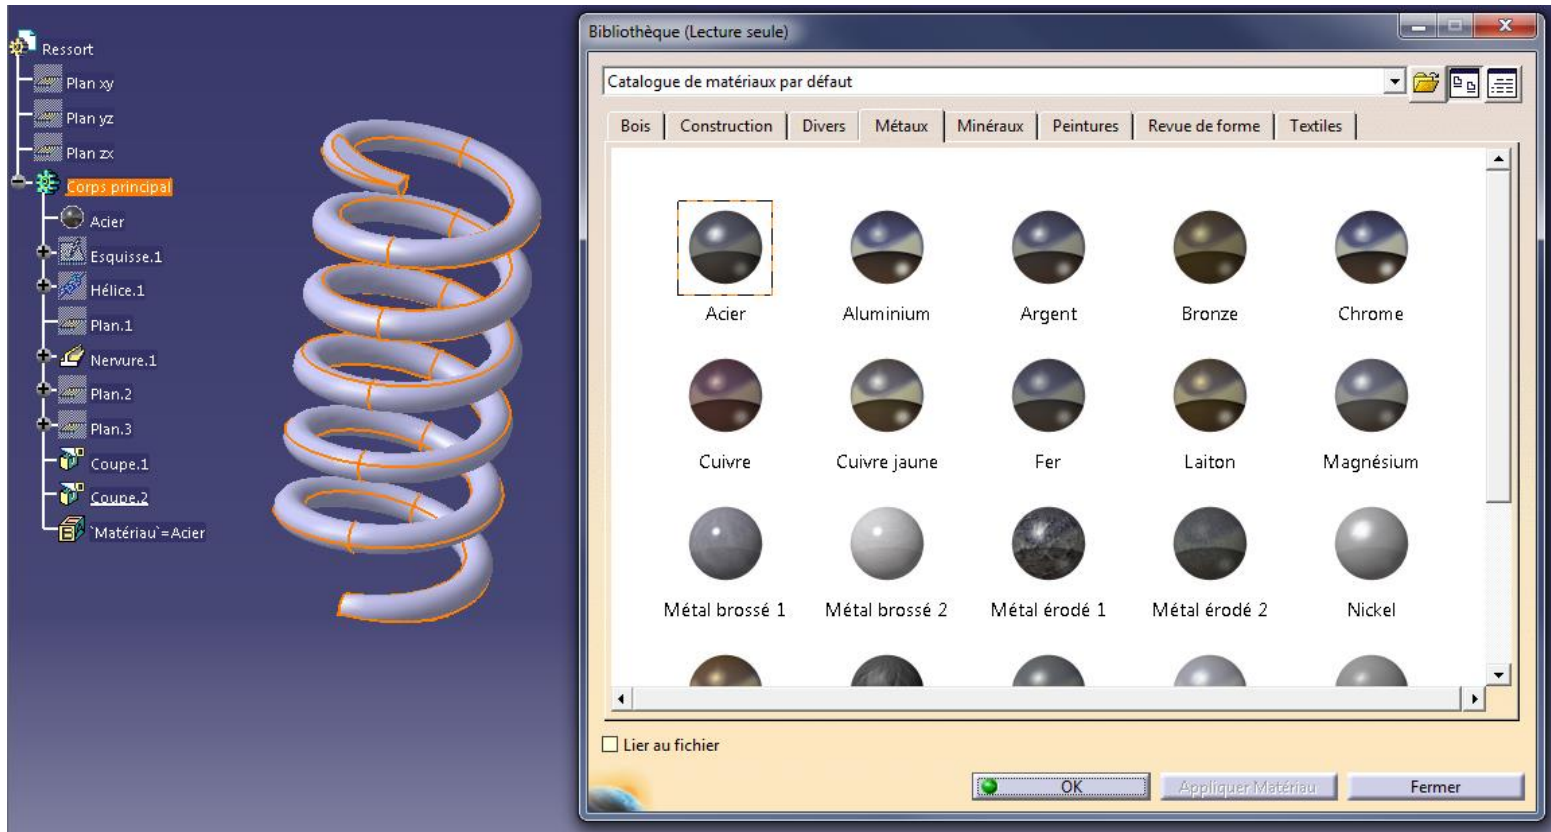 Ressort
Plan xy
Plan yz
Plan zx
Corps principal
Acier
Esquisse.1
Hélice.1
Plan.1
Nervure.1
Plan.2
Plan.3
Coupe.1
Coupe.2
`Matériau`=Acier
Bibliothèque (Lecture seule)
Catalogue de matériaux par défaut
Bois Construction Divers Métaux Minéraux Peintures Revue de forme Textiles
Acier Aluminium Argent Bronze Chrome
Cuivre Cuivre jaune Fer Laiton Magnésium
Métal brossé 1 Métal brossé 2 Métal érodé 1 Métal érodé 2 Nickel
Lier au fichier
OK Appliquer Matériau Fermer